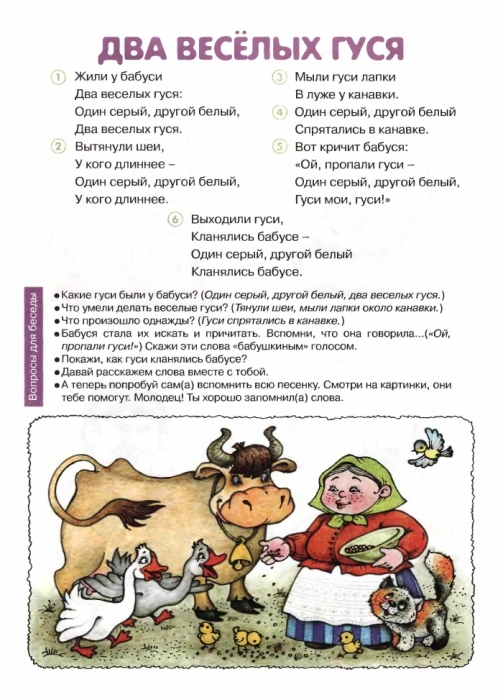 ДВА ВЕСЁЛЫХ ГУСЯ
1 Жили у бабуси
Два веселых гуся:
Один серый, другой белый,
Два веселых гуся.
2 Вытянули шеи,
У кого длиннее –
Один серый, другой белый,
У кого длиннее.
3 Мыли гуси лапки
В луже у канавки.
4 Один серый, другой белый
Спрятались в канавке.
5 Вот кричит бабуся:
«Ой, пропали гуси –
Один серый, другой белый,
Гуси мои, гуси!»
6 Выходили гуси,
Кланялись бабусе –
Один серый, другой белый
Кланялись бабусе.
Вопросы для беседы
• Какие гуси были у бабуси? (Один серый, другой белый, два веселых гуся.)
• Что умели делать веселые гуси? (Тянули шеи, мыли лапки около канавки.)
• Что произошло однажды? (Гуси спрятались в канавке.)
• Бабуся стала их искать и причитать. Вспомни, что она говорила...(«Ой,
пропали гуси!») Скажи эти слова «бабушкиным» голосом.
• Покажи, как гуси кланялись бабусе?
• Давай расскажем слова вместе с тобой.
• А теперь попробуй сам(а) вспомнить всю песенку. Смотри на картинки, они
тебе помогут. Молодец! Ты хорошо запомнил(а) слова.